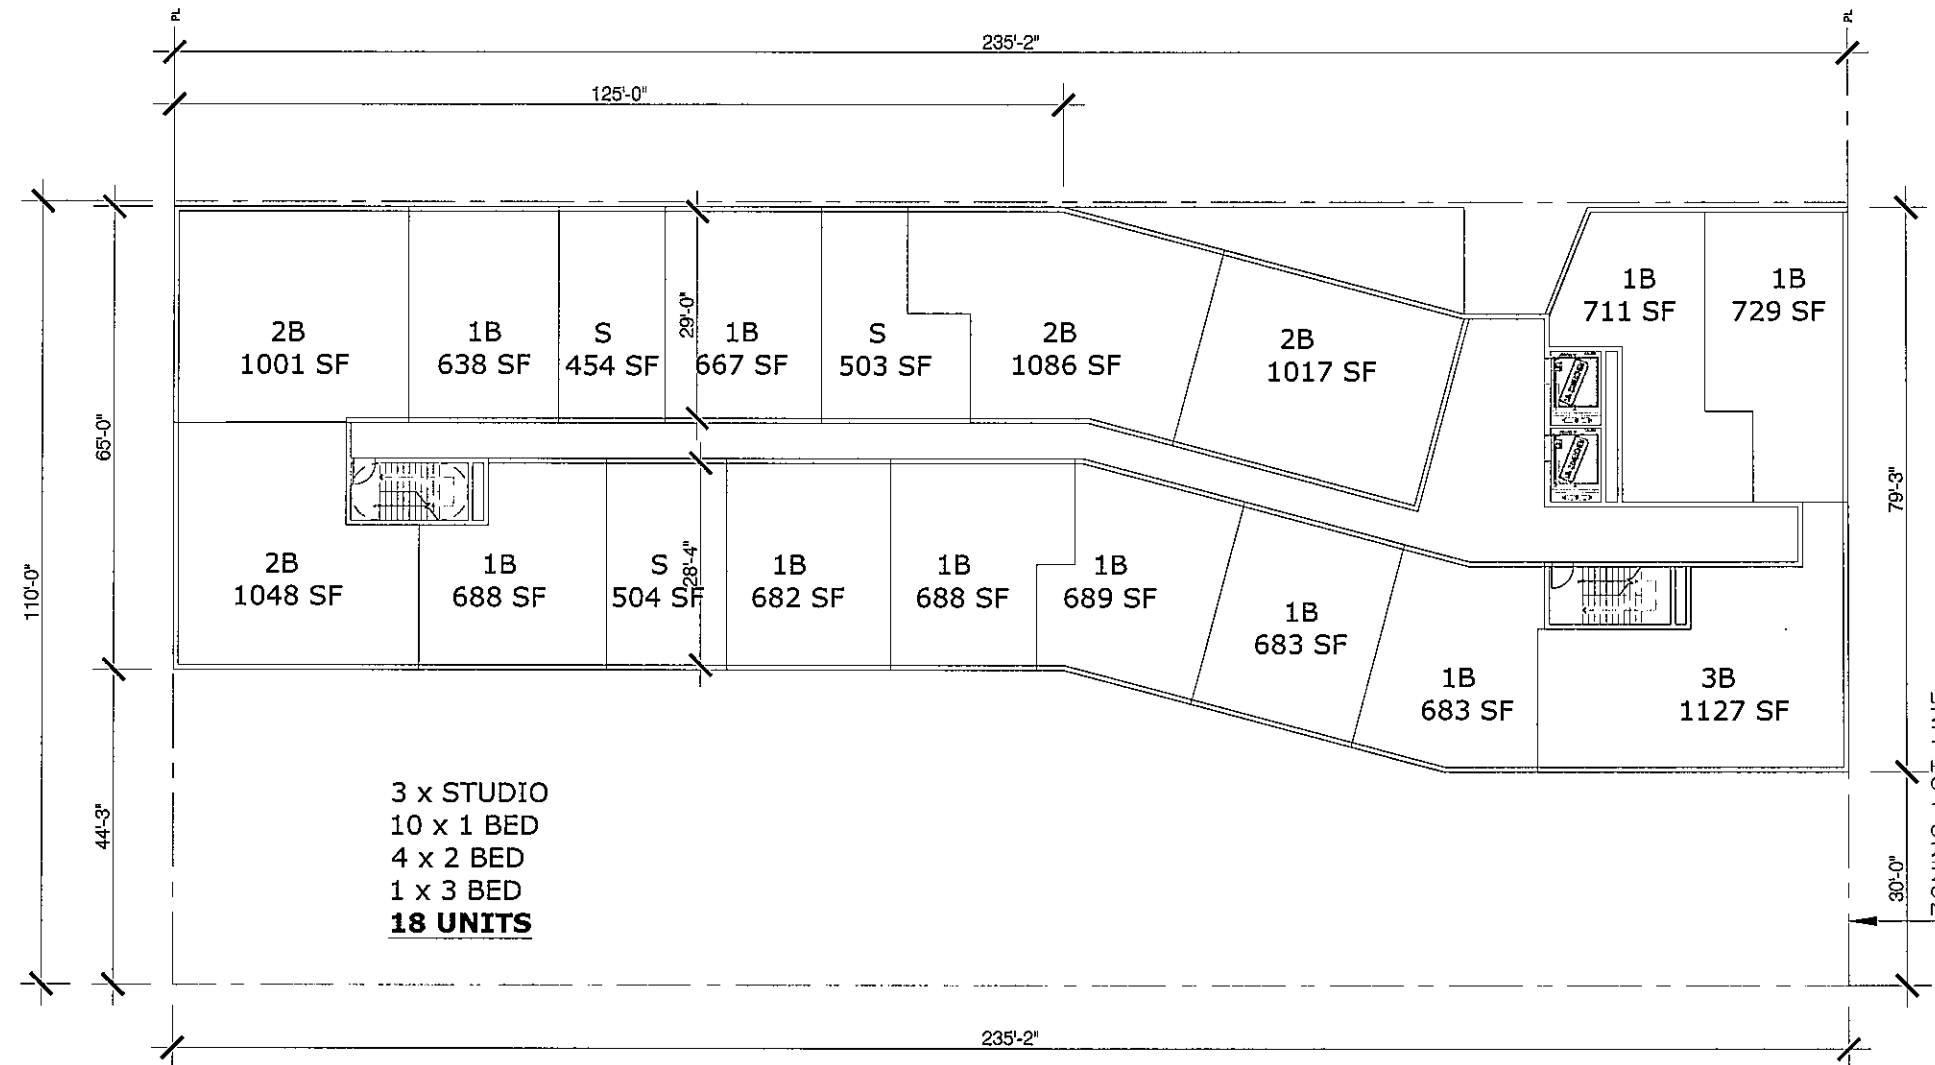 PL
PL
235'-2"
125'-0"
2B
1001 SF
1B
638 SF
S
454 SF
29'-0"
1B
667 SF
S
503 SF
2B
1086 SF
2B
1017 SF
1B
711 SF
1B
729 SF
65'-0"
110'-0"
79'-3"
2B
1048 SF
1B
688 SF
S
504 SF
28'-4"
1B
682 SF
1B
688 SF
1B
689 SF
1B
683 SF
1B
683 SF
3B
1127 SF
3 x STUDIO
10 x 1 BED
4 x 2 BED
1 x 3 BED
18 UNITS
44'-3"
30'-0"
235'-2"